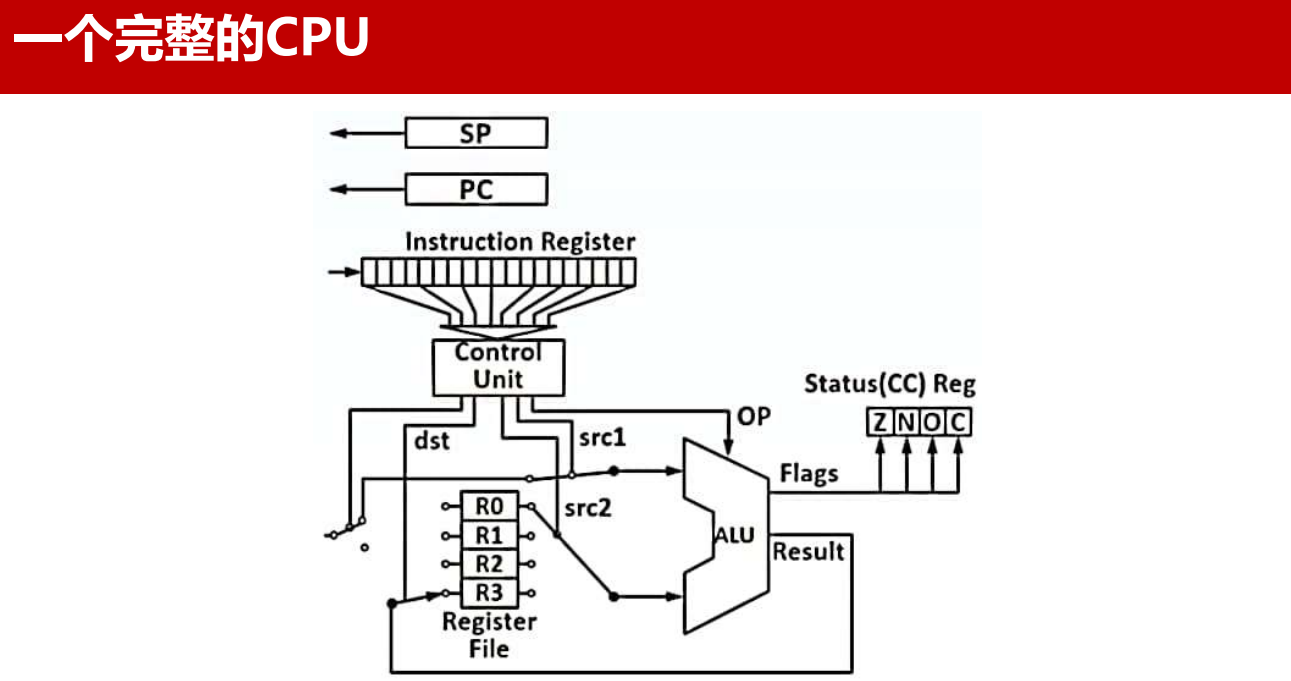 一个完整的CPU
SP
PC
Instruction Register
Control
Unit
Status(CC) Reg
Z N O C
OP
dst
src1
Flags
R0
src2
R1
ALU
Result
R2
R3
Register
File